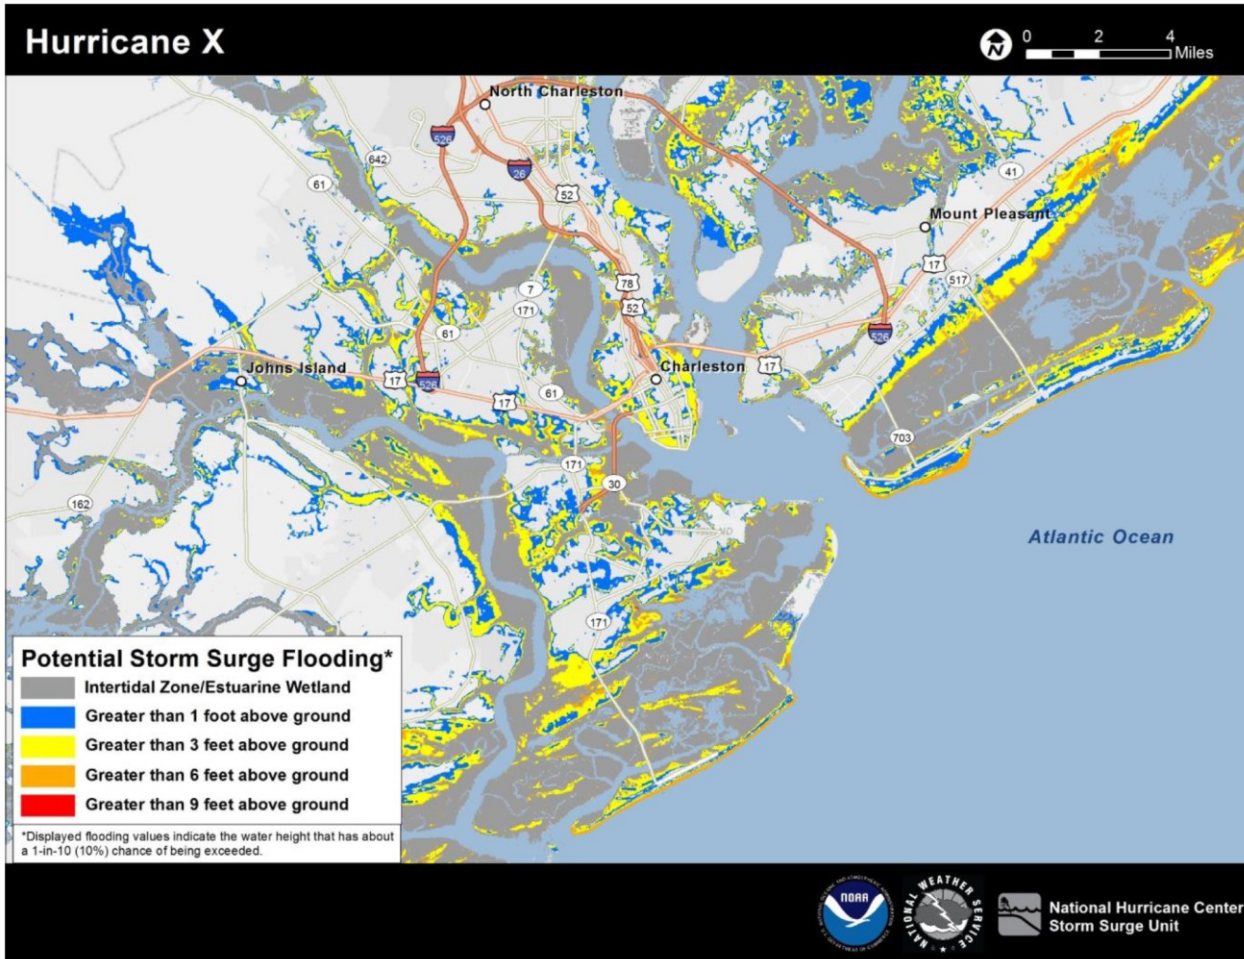 Hurricane X
N
0 2 4
Miles
North Charleston
526
642
61
26
52
41
Mount Pleasant
17
517
78
7
52
171
61
526
Johns Island
17
526
17
Charleston
17
61
703
171
30
162
Atlantic Ocean
171
Potential Storm Surge Flooding*
Intertidal Zone/Estuarine Wetland
Greater than 1 foot above ground
Greater than 3 feet above ground
Greater than 6 feet above ground
Greater than 9 feet above ground
*Displayed flooding values indicate the water height that has about
a 1-in-10 (10%) chance of being exceeded.
NOAA
NATIONAL WEATHER SERVICE
National Hurricane Center
Storm Surge Unit